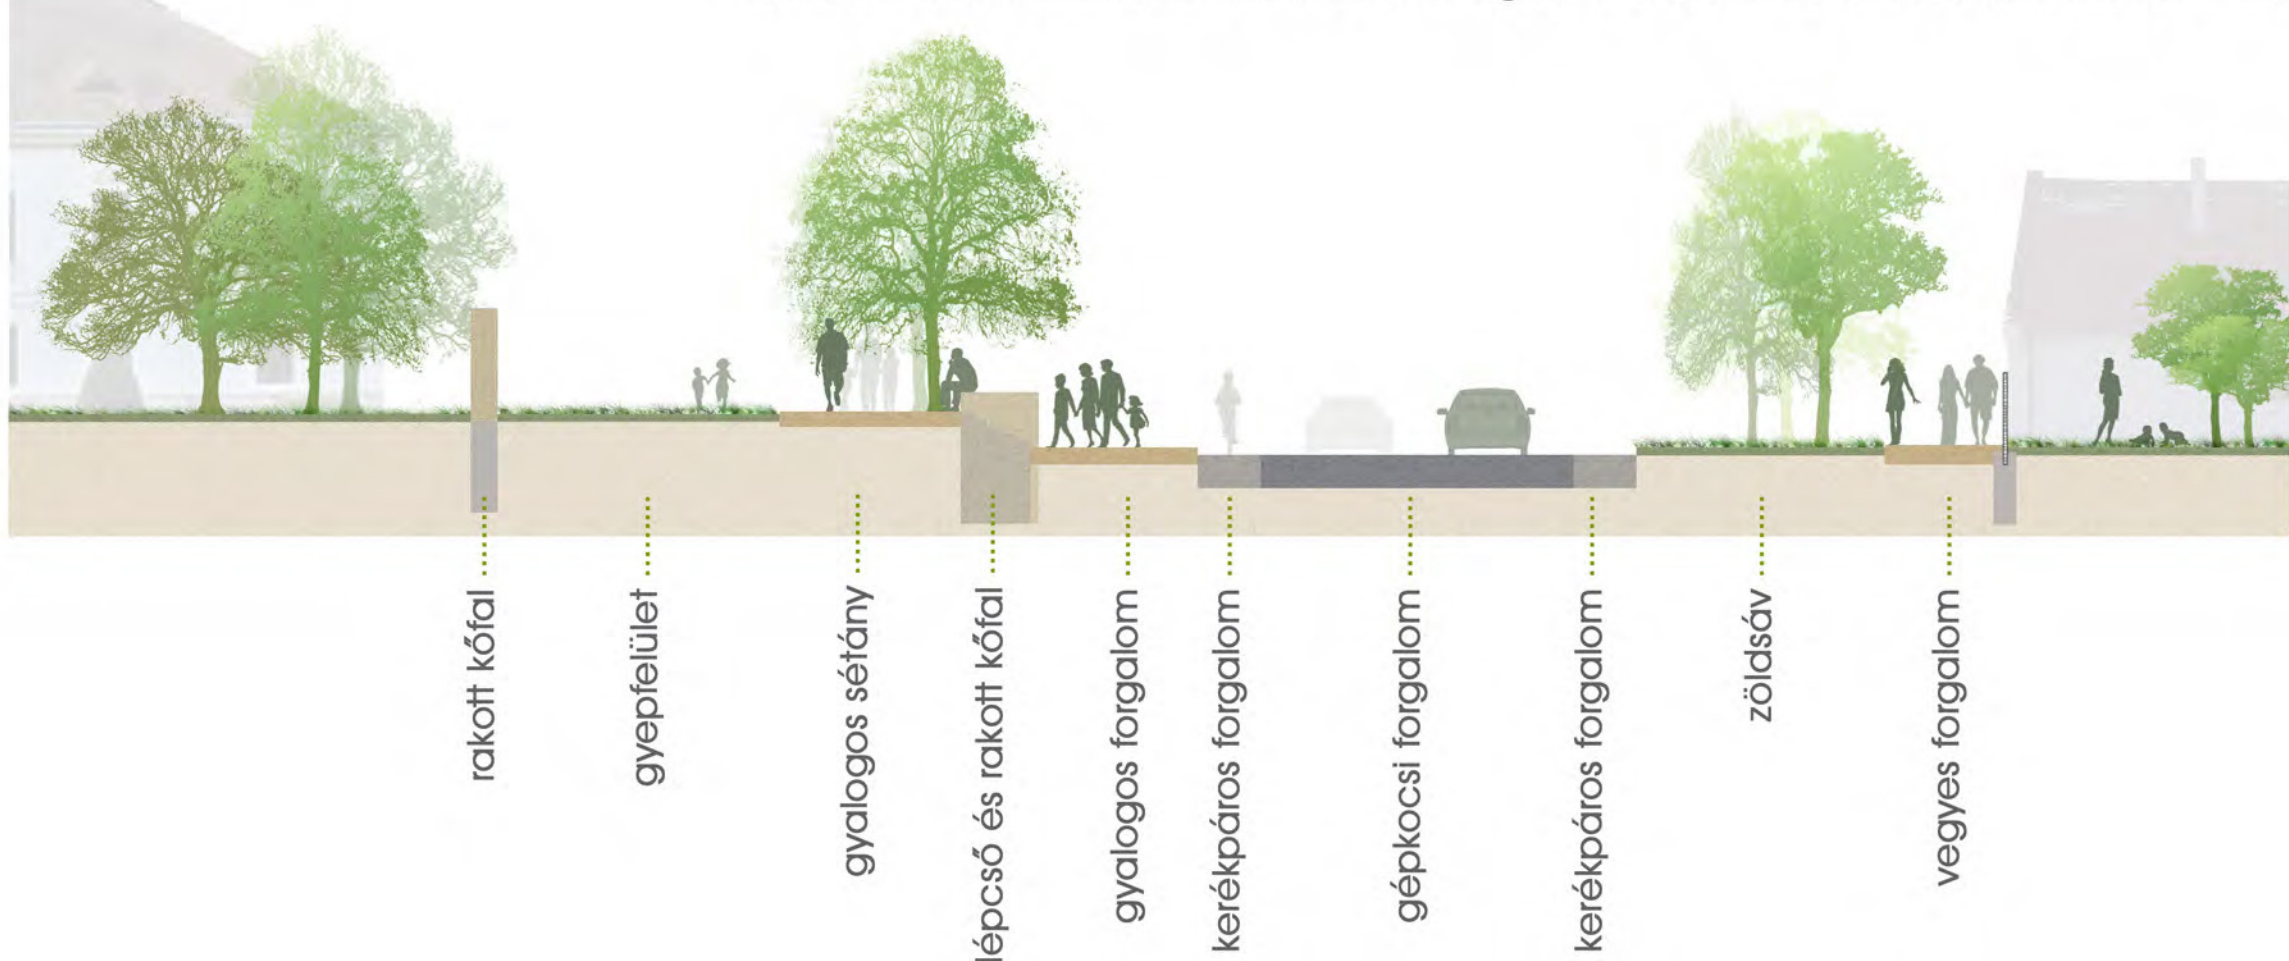 rakott kőfal
gyepfelület
gyalogos sétány
lépcső és rakott kőfal
gyalogos forgalom
kerékpáros forgalom
gépkocsi forgalom
kerékpáros forgalom
zöldsáv
vegyes forgalom